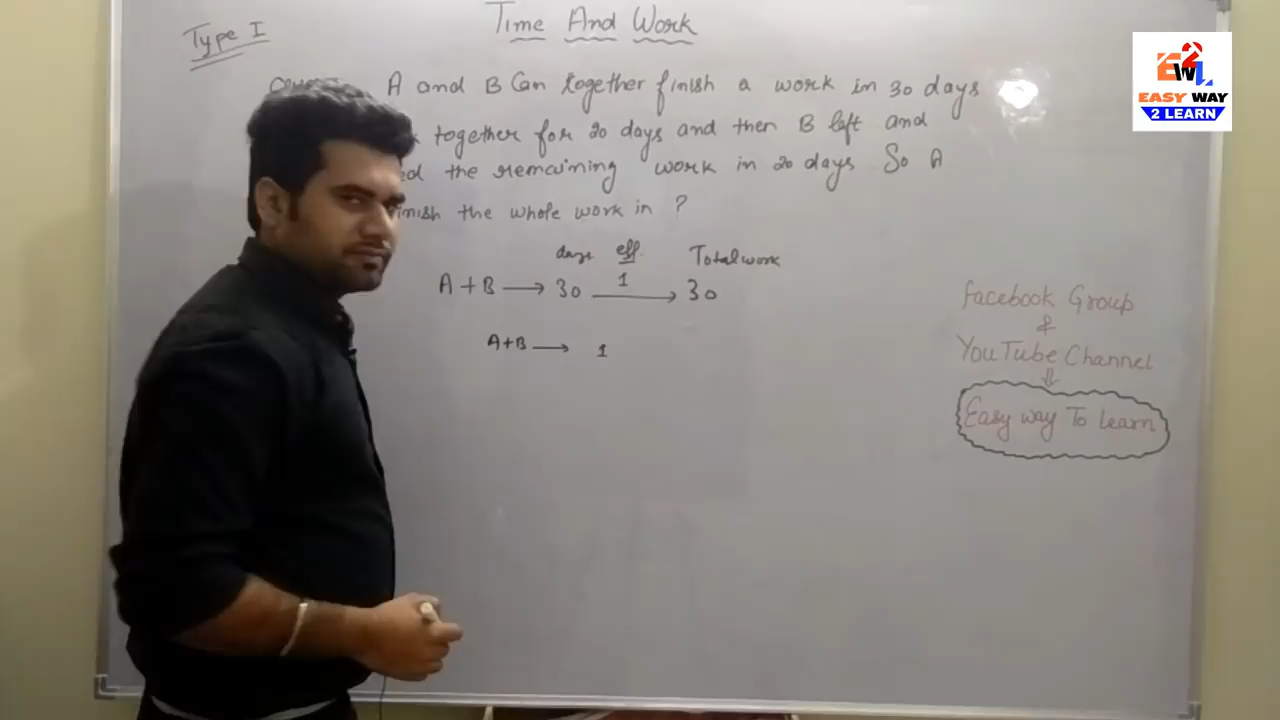 Type I
Time And Work
A and B Can together finish a work in 30 days
together for 20 days and then B left and
the remaining work in 20 days So A
the whole work in ?
days eff. Total work
A+B → 30 1 → 30
A+B → 1
Facebook Group
&
YouTube Channel
⇓
Easy way To Learn
EW2L
EASY WAY
2 LEARN